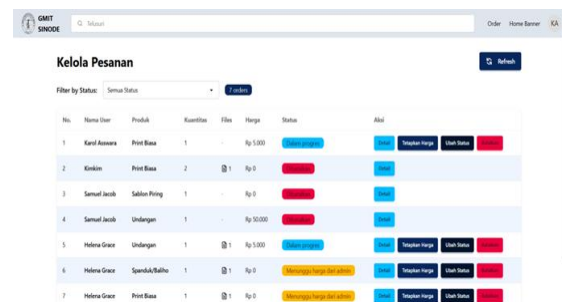 GMIT
SINODE
Telusuri
Order Home Banner KA
Kelola Pesanan
Refresh
Filter by Status: Semua Status 7 orders
No. Nama User Produk Kuantitas Files Harga Status Aksi
1 Karol Asswara Print Biasa 1 - Rp 5.000 Dalam progres Detail Tetapkan Harga Ubah Status
2 Kimkim Print Biasa 2 1 Rp 0 Detail
3 Samuel Jacob Sablon Piring 1 - Rp 0 Detail
4 Samuel Jacob Undangan 1 - Rp 50.000 Detail
5 Helena Grace Undangan 1 1 Rp 5.000 Dalam progres Detail Tetapkan Harga Ubah Status
6 Helena Grace Spanduk/Baliho 1 1 Rp 0 Menunggu harga dari admin Detail Tetapkan Harga Ubah Status
7 Helena Grace Print Biasa 1 1 Rp 0 Menunggu harga dari admin Detail Tetapkan Harga Ubah Status